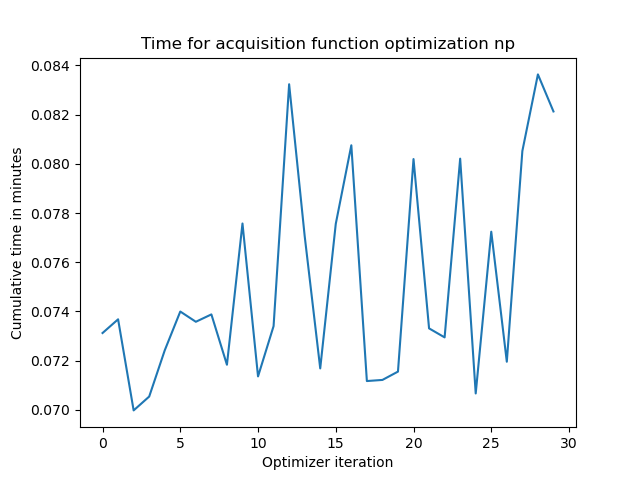 Time for acquisition function optimization np
Cumulative time in minutes
0.084
0.082
0.080
0.078
0.076
0.074
0.072
0.070
0 5 10 15 20 25 30
Optimizer iteration